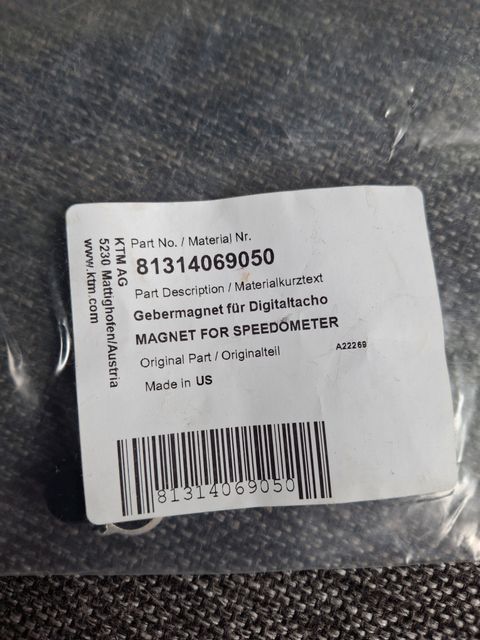 KTM AG
5230 Mattighofen/Austria
www.ktm.com
Part No. / Material Nr.
81314069050
Part Description / Materialkurztext
Gebermagnet für Digitaltacho
MAGNET FOR SPEEDOMETER
Original Part / Originalteil A22269
Made in US
81314069050